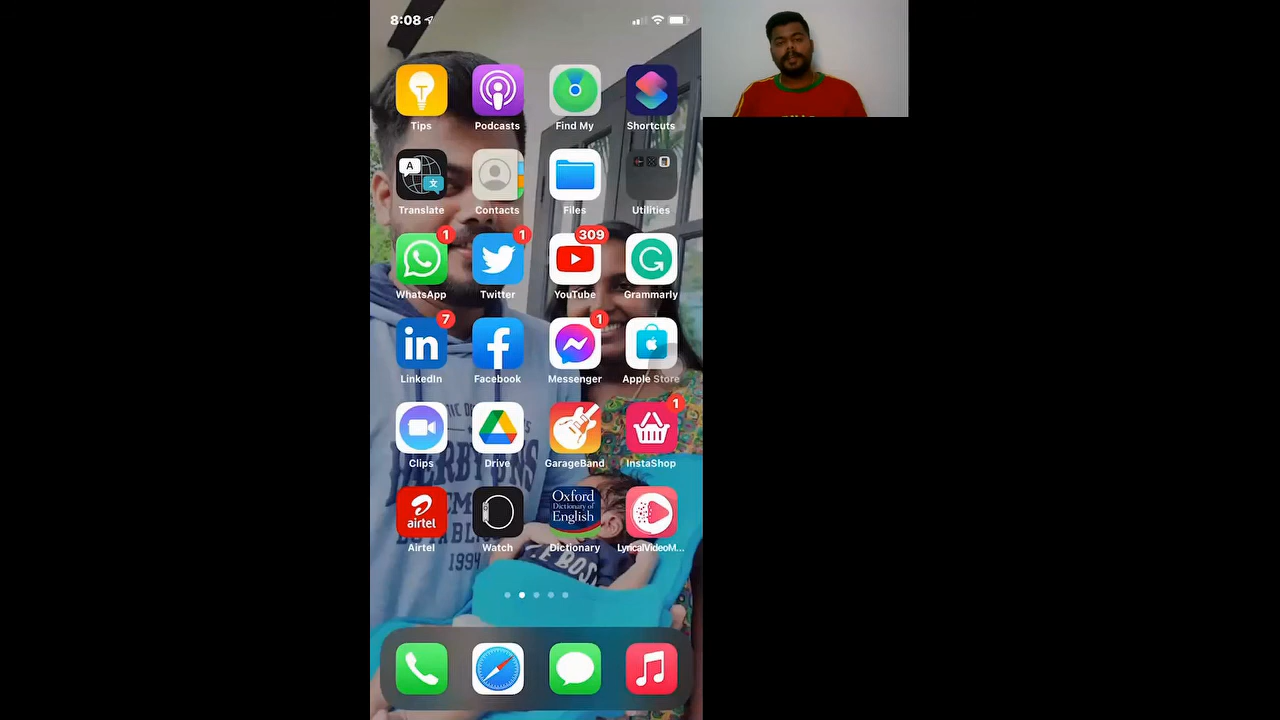 8:08
Tips Podcasts Find My Shortcuts
A 文
Translate Contacts Files Utilities
1 1 309
WhatsApp Twitter YouTube Grammarly
7 1
in
LinkedIn Facebook Messenger Apple Store
1
Clips Drive GarageBand InstaShop
airtel
Oxford
Dictionary of
English
Airtel Watch Dictionary LyricalVideoM...
1994